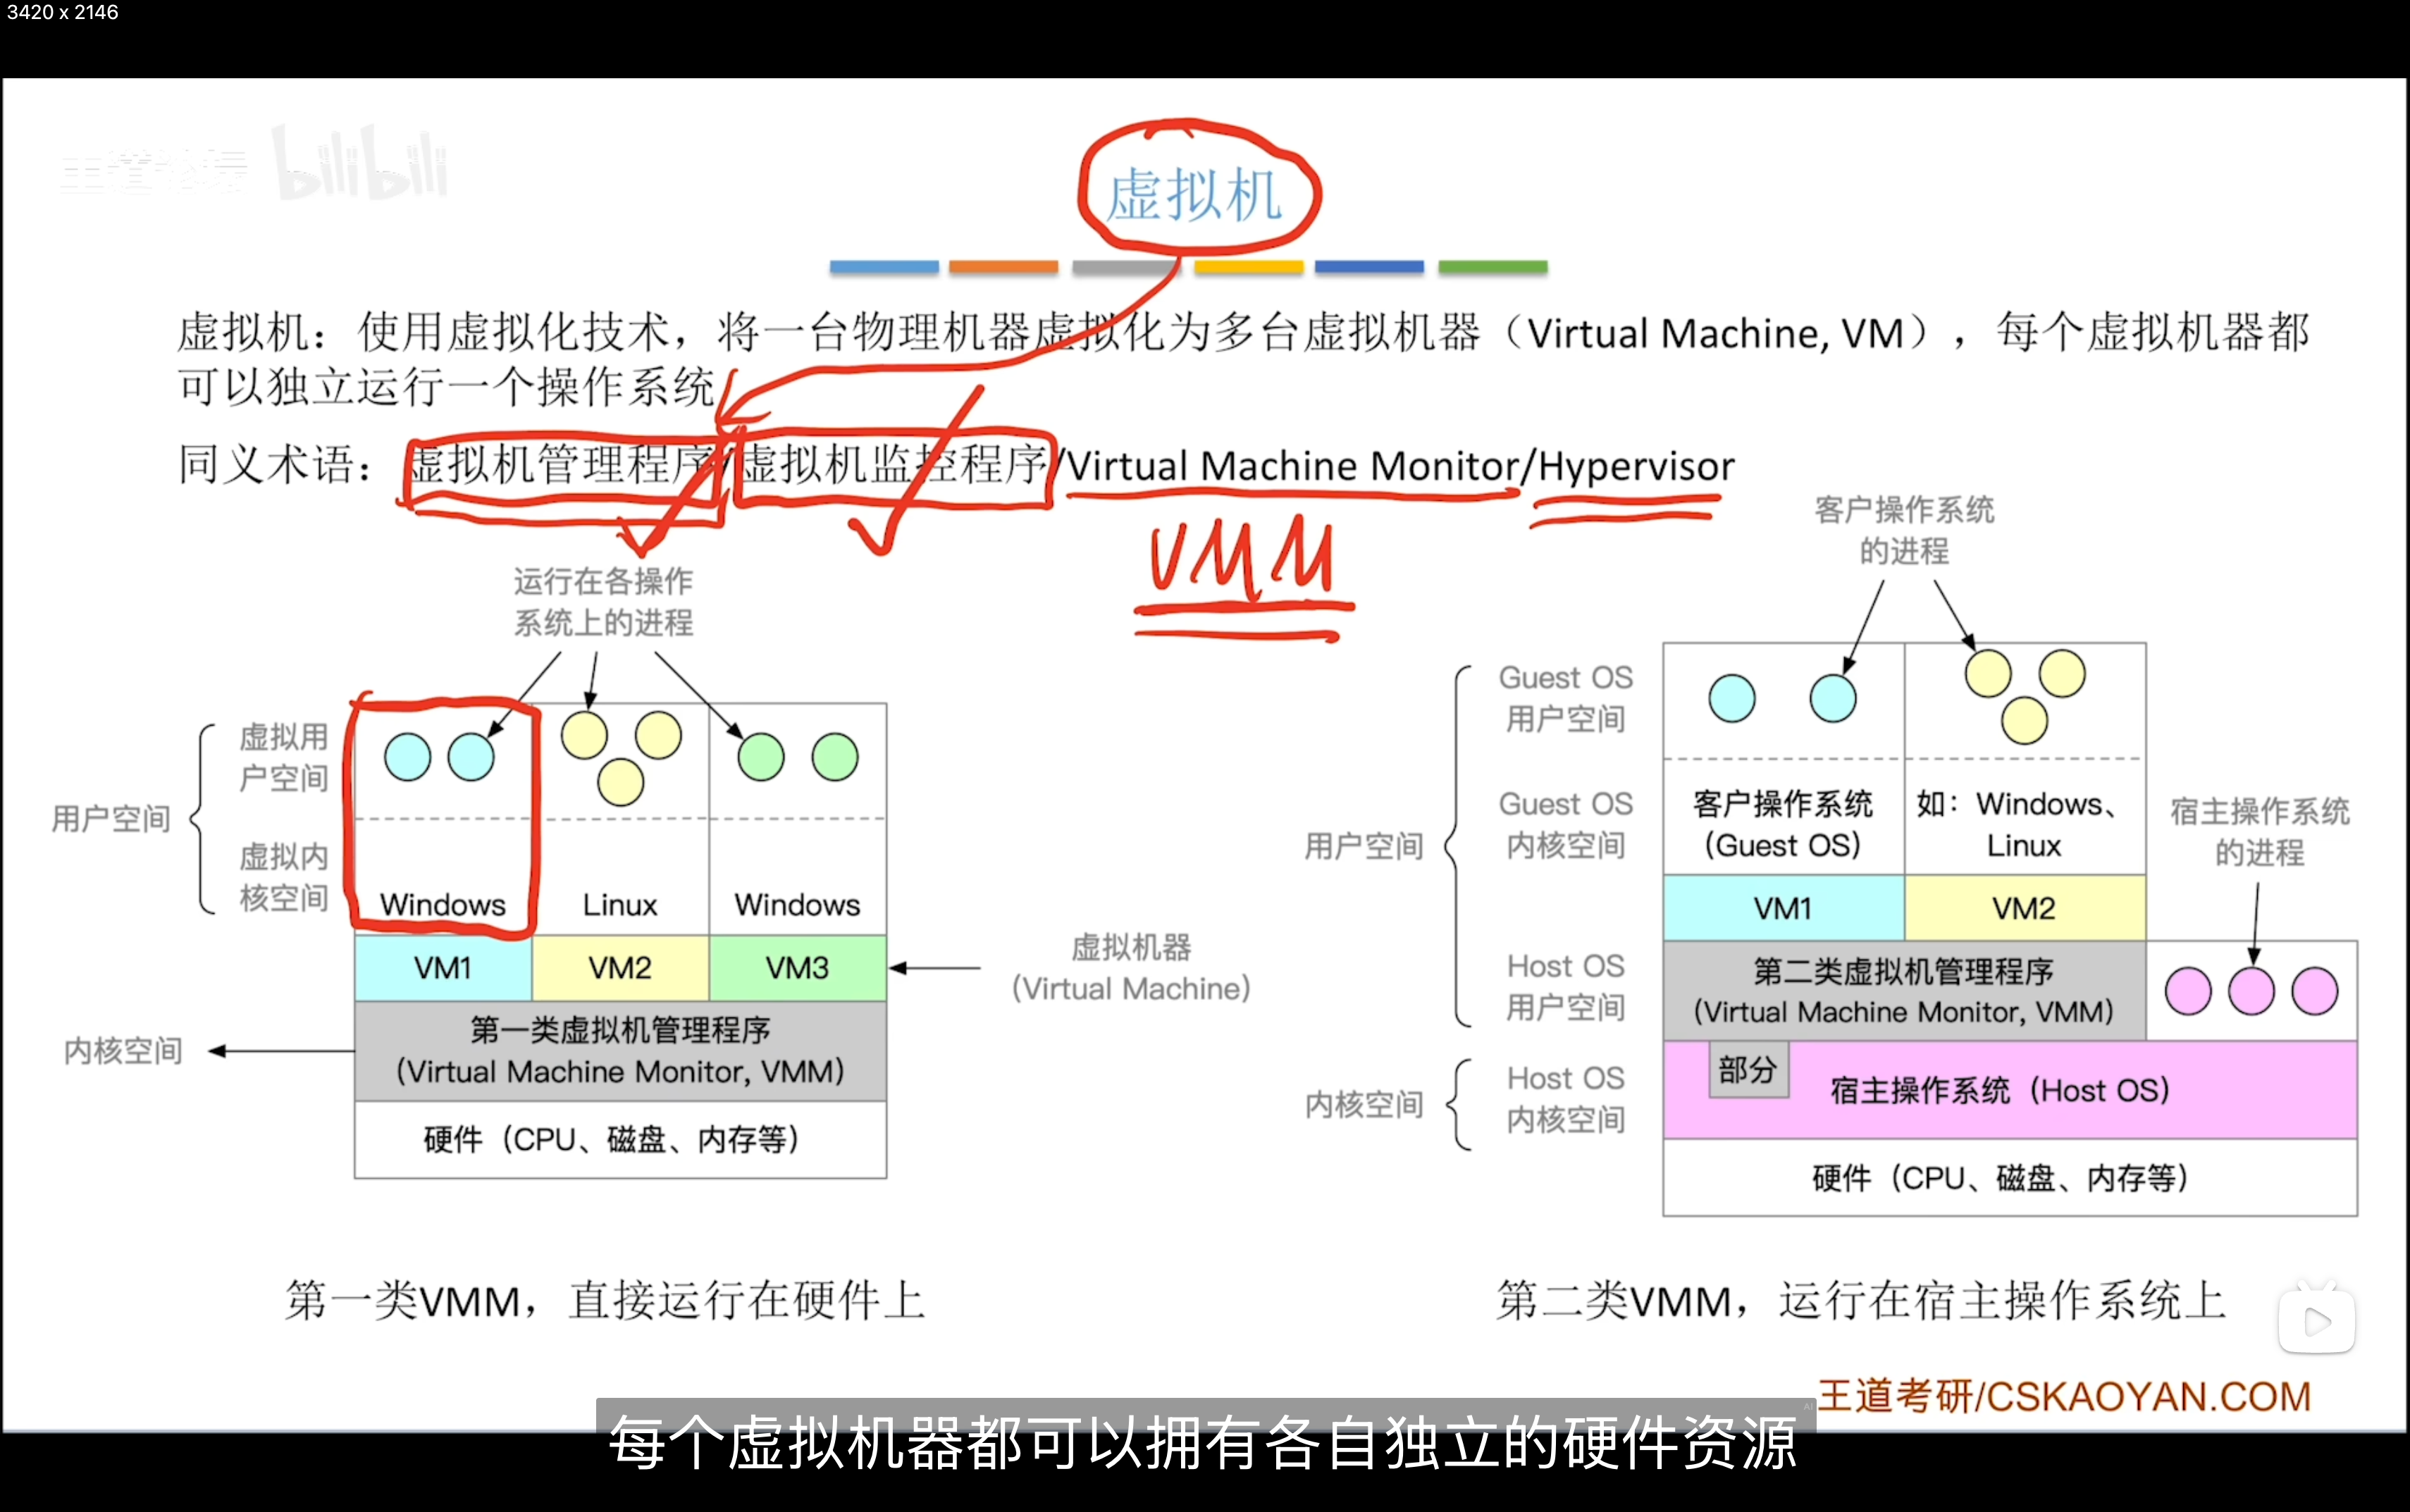 3420 x 2146
bilibili
虚拟机
虚拟机：使用虚拟化技术，将一台物理机器虚拟化为多台虚拟机器（Virtual Machine, VM），每个虚拟机器都
可以独立运行一个操作系统
同义术语：虚拟机管理程序/虚拟机监控程序/Virtual Machine Monitor/Hypervisor
VMM
运行在各操作
系统上的进程
用户空间
虚拟用
户空间
虚拟内
核空间
Windows
Linux
Windows
VM1
VM2
VM3
虚拟机器
(Virtual Machine)
内核空间
第一类虚拟机管理程序
(Virtual Machine Monitor, VMM)
硬件（CPU、磁盘、内存等）
第一类VMM，直接运行在硬件上
客户操作系统
的进程
用户空间
Guest OS
用户空间
Guest OS
内核空间
Host OS
用户空间
客户操作系统
(Guest OS)
如：Windows、
Linux
宿主操作系统
的进程
VM1
VM2
第二类虚拟机管理程序
(Virtual Machine Monitor, VMM)
内核空间
Host OS
内核空间
部分
宿主操作系统（Host OS）
硬件（CPU、磁盘、内存等）
第二类VMM，运行在宿主操作系统上
王道考研/CSKAOYAN.COM
AI
每个虚拟机器都可以拥有各自独立的硬件资源